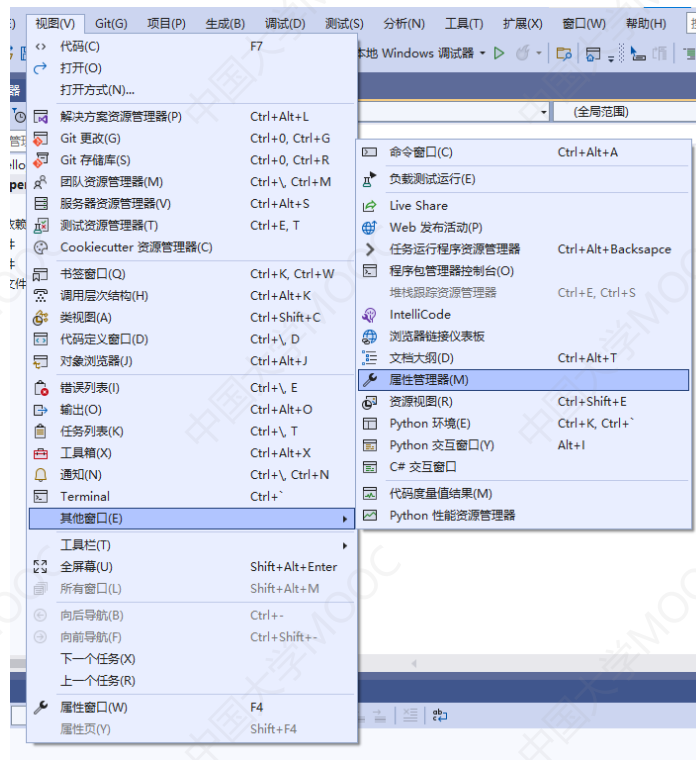 视图(V) Git(G) 项目(P) 生成(B) 调试(D) 测试(S) 分析(N) 工具(T) 扩展(X) 窗口(W) 帮助(H)
代码(C) F7
本地 Windows 调试器
打开(O)
打开方式(N)...
解决方案资源管理器(P) Ctrl+Alt+L
(全局范围)
Git 更改(G) Ctrl+0, Ctrl+G
Git 存储库(S) Ctrl+0, Ctrl+R
团队资源管理器(M) Ctrl+\, Ctrl+M
服务器资源管理器(V) Ctrl+Alt+S
测试资源管理器(T) Ctrl+E, T
Cookiecutter 资源管理器(C)
书签窗口(Q) Ctrl+K, Ctrl+W
调用层次结构(H) Ctrl+Alt+K
类视图(A) Ctrl+Shift+C
代码定义窗口(D) Ctrl+\, D
对象浏览器(J) Ctrl+Alt+J
错误列表(I) Ctrl+\, E
输出(O) Ctrl+Alt+O
任务列表(K) Ctrl+\, T
工具箱(X) Ctrl+Alt+X
通知(N) Ctrl+\, Ctrl+N
Terminal Ctrl+`
其他窗口(E)
工具栏(T)
全屏幕(U) Shift+Alt+Enter
所有窗口(L) Shift+Alt+M
向后导航(B) Ctrl+-
向前导航(F) Ctrl+Shift+-
下一个任务(X)
上一个任务(R)
属性窗口(W) F4
属性页(Y) Shift+F4
命令窗口(C) Ctrl+Alt+A
负载测试运行(E)
Live Share
Web 发布活动(P)
任务运行程序资源管理器 Ctrl+Alt+Backsapce
程序包管理器控制台(O)
堆栈跟踪资源管理器 Ctrl+E, Ctrl+S
IntelliCode
浏览器链接仪表板
文档大纲(D) Ctrl+Alt+T
属性管理器(M)
资源视图(R) Ctrl+Shift+E
Python 环境(E) Ctrl+K, Ctrl+`
Python 交互窗口(Y) Alt+I
C# 交互窗口
代码度量值结果(M)
Python 性能资源管理器
中国大学MOOC